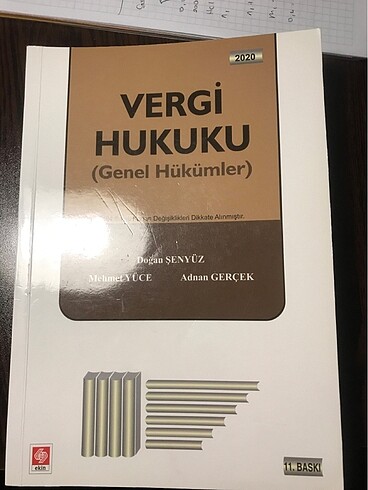 2020
VERGİ
HUKUKU
(Genel Hükümler)
Değişiklikleri Dikkate Alınmıştır.
Doğan ŞENYÜZ
Mehmet YÜCE Adnan GERÇEK
ekin
11. BASKI